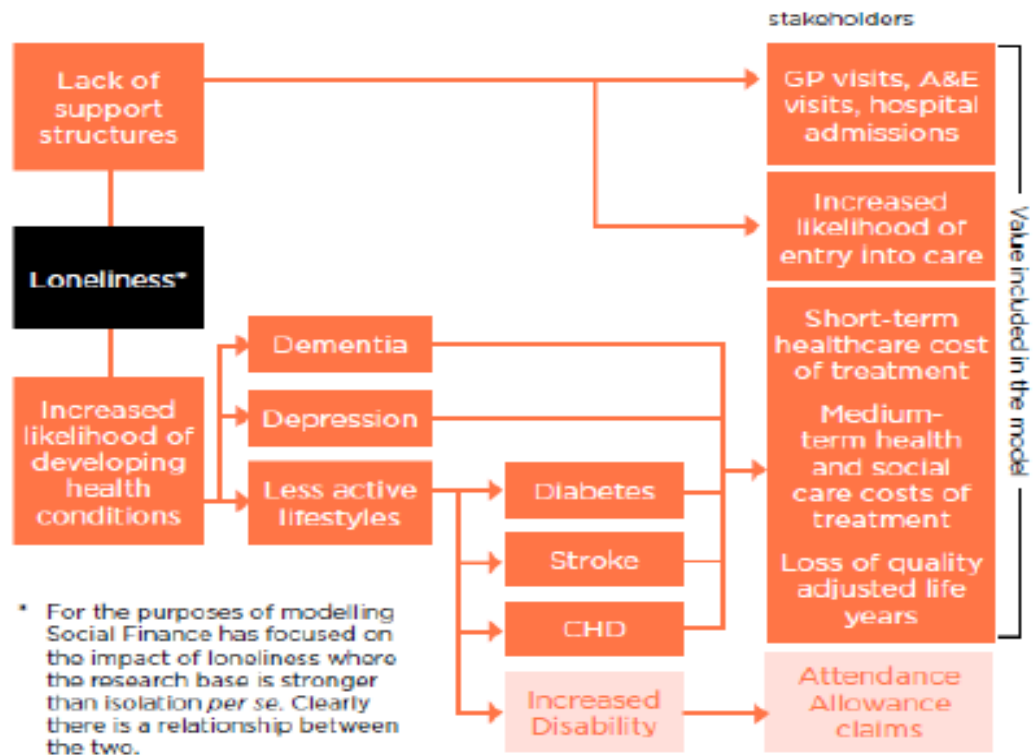 stakeholders
Lack of
support
structures
GP visits, A&E
visits, hospital
admissions
Increased
likelihood of
entry into care
Loneliness*
Value included in the model
Short-term
healthcare cost
of treatment
Medium-
term health
and social
care costs of
treatment
Loss of quality
adjusted life
years
Increased
likelihood of
developing
health
conditions
Dementia
Depression
Less active
lifestyles
Diabetes
Stroke
CHD
Increased
Disability
Attendance
Allowance
claims
* For the purposes of modelling
Social Finance has focused on
the impact of loneliness where
the research base is stronger
than isolation per se. Clearly
there is a relationship between
the two.